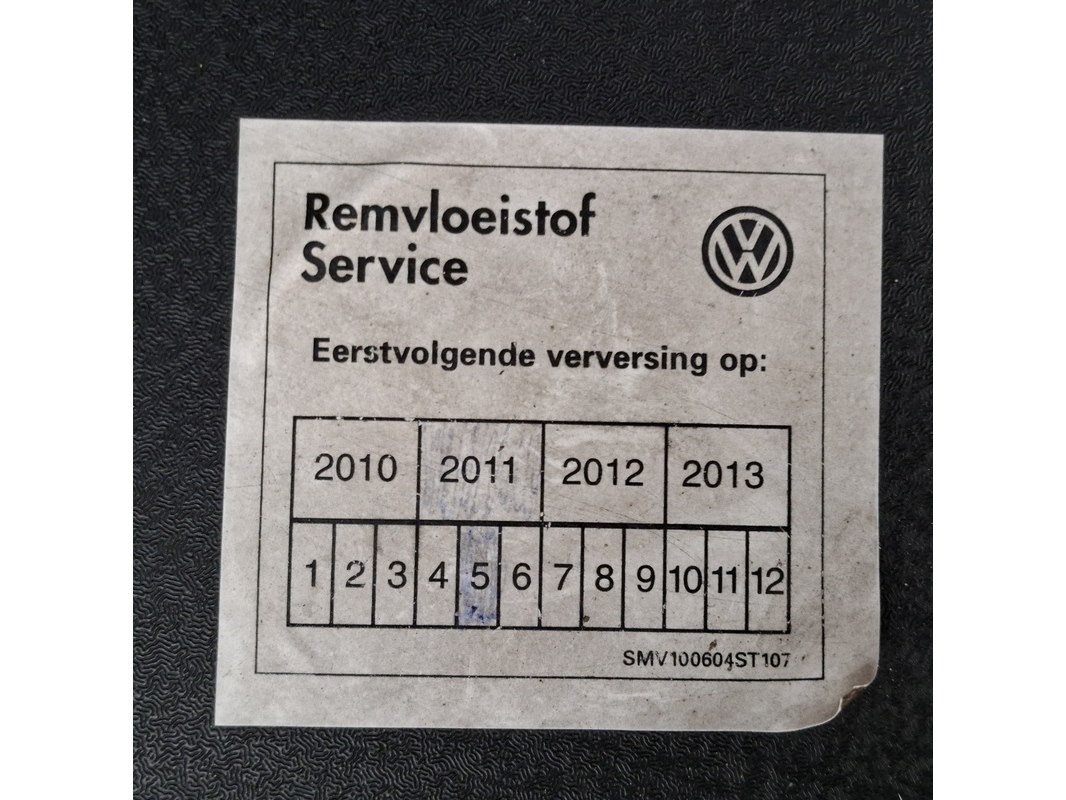 Remvloeistof
Service
Eerstvolgende verversing op:
2010 2011 2012 2013
1 2 3 4 5 6 7 8 9 10 11 12
SMV100604ST107